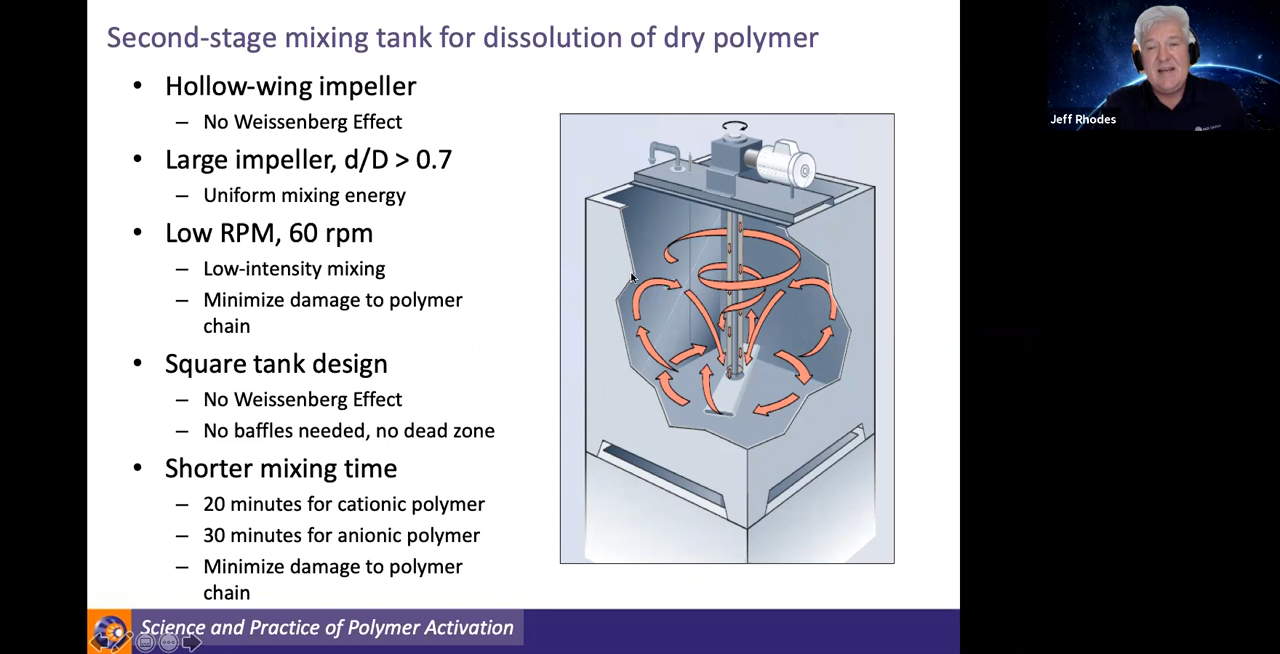 Second-stage mixing tank for dissolution of dry polymer
• Hollow-wing impeller
– No Weissenberg Effect
• Large impeller, d/D > 0.7
– Uniform mixing energy
• Low RPM, 60 rpm
– Low-intensity mixing
– Minimize damage to polymer
chain
• Square tank design
– No Weissenberg Effect
– No baffles needed, no dead zone
• Shorter mixing time
– 20 minutes for cationic polymer
– 30 minutes for anionic polymer
– Minimize damage to polymer
chain
Science and Practice of Polymer Activation
Jeff Rhodes